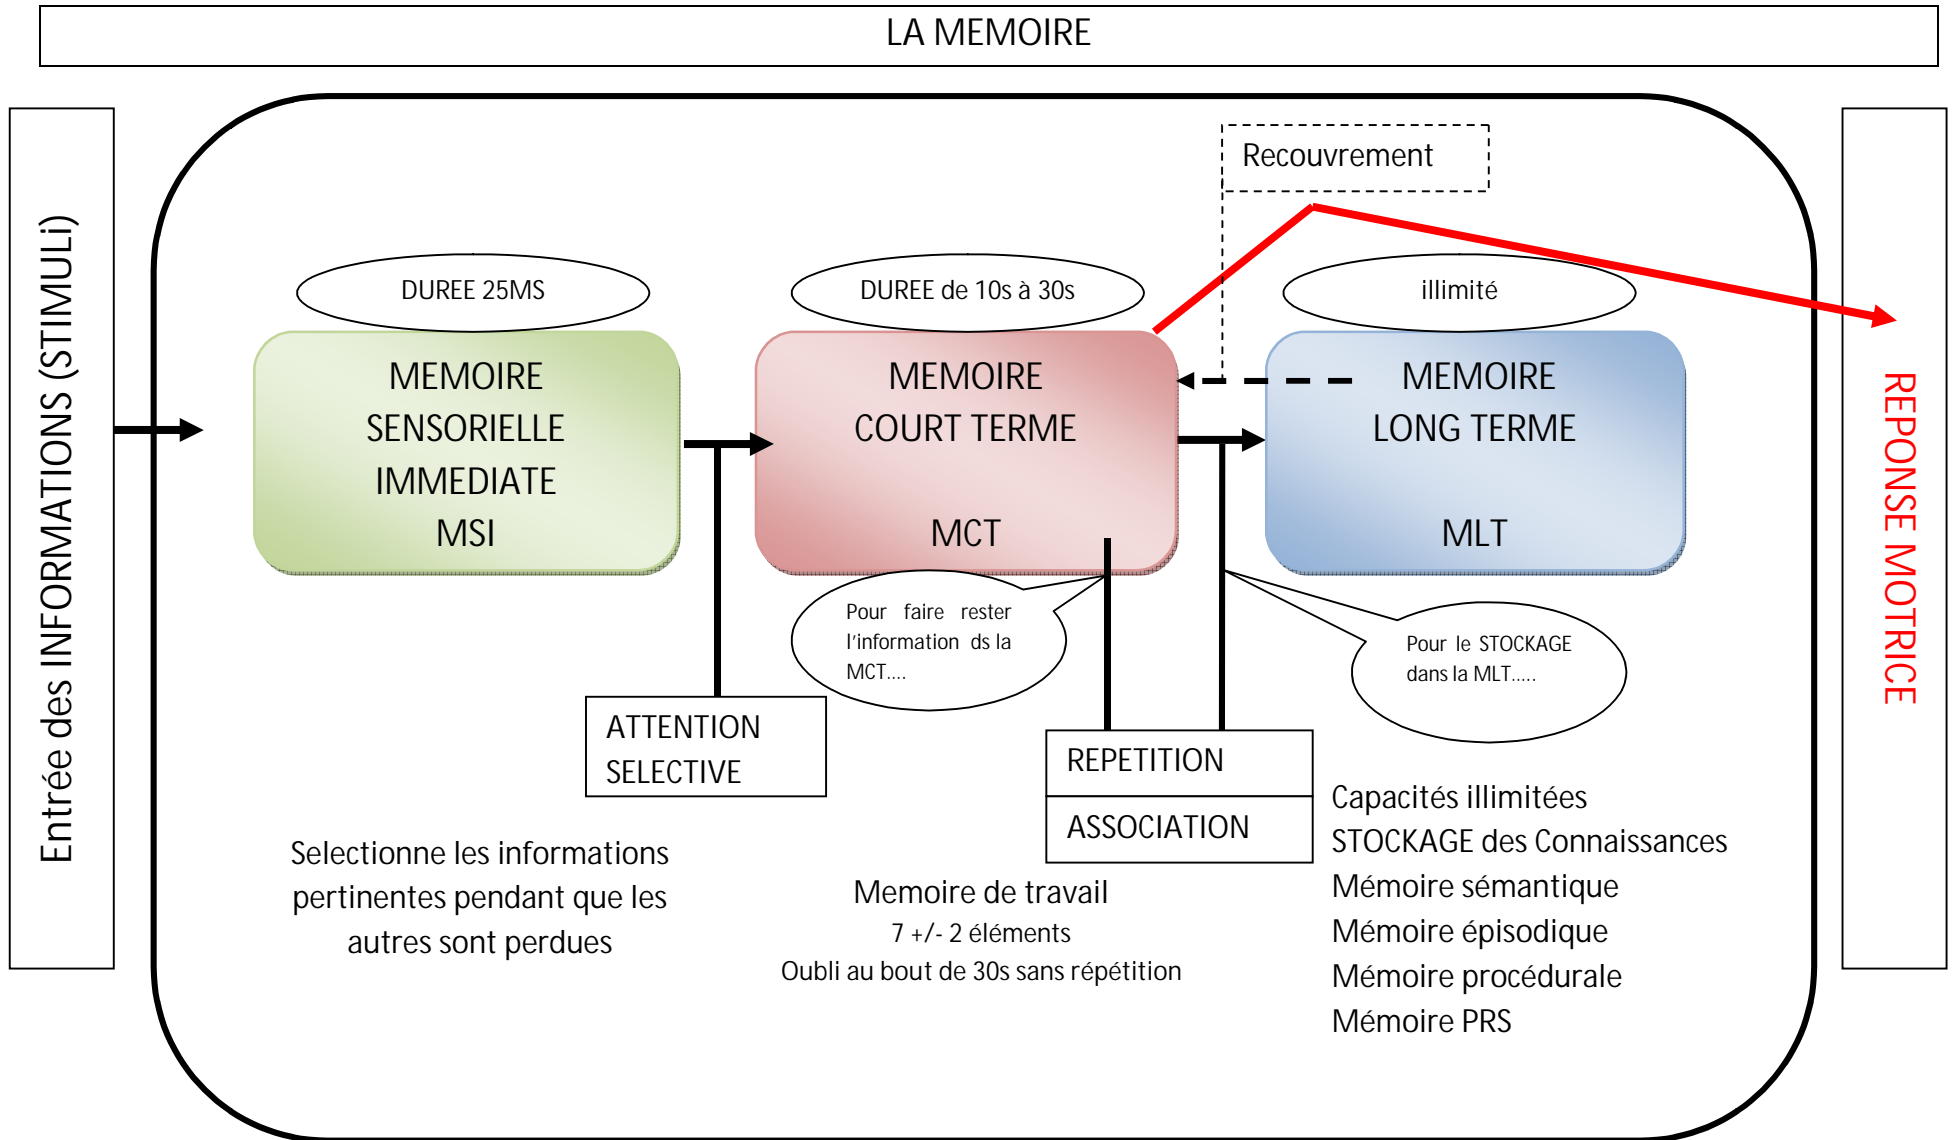 LA MEMOIRE
Entrée des INFORMATIONS (STIMULi)
Recouvrement
DUREE 25MS
DUREE de 10s à 30s
illimité
MEMOIRE
SENSORIELLE
IMMEDIATE
MSI
MEMOIRE
COURT TERME
MCT
MEMOIRE
LONG TERME
MLT
REPONSE MOTRICE
Pour faire rester
l'information ds la
MCT....
Pour le STOCKAGE
dans la MLT.....
ATTENTION
SELECTIVE
REPETITION
ASSOCIATION
Selectionne les informations
pertinentes pendant que les
autres sont perdues
Memoire de travail
7 +/- 2 éléments
Oubli au bout de 30s sans répétition
Capacités illimitées
STOCKAGE des Connaissances
Mémoire sémantique
Mémoire épisodique
Mémoire procédurale
Mémoire PRS